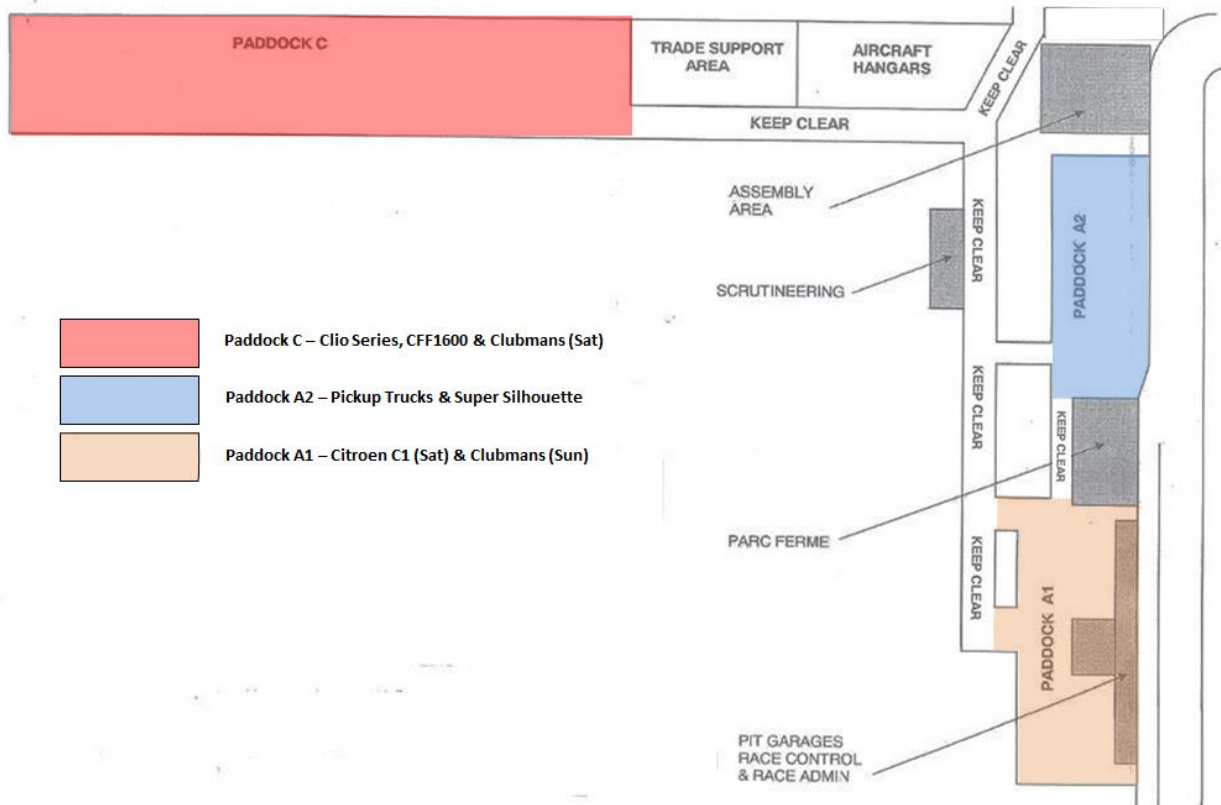 PADDOCK C
TRADE SUPPORT
AREA
AIRCRAFT
HANGARS
KEEP CLEAR
KEEP CLEAR
ASSEMBLY
AREA
KEEP CLEAR
PADDOCK A2
SCRUTINEERING
Paddock C – Clio Series, CFF1600 & Clubmans (Sat)
Paddock A2 – Pickup Trucks & Super Silhouette
Paddock A1 – Citroen C1 (Sat) & Clubmans (Sun)
KEEP CLEAR
KEEP CLEAR
PARC FERME
KEEP CLEAR
PADDOCK A1
PIT GARAGES
RACE CONTROL
& RACE ADMIN